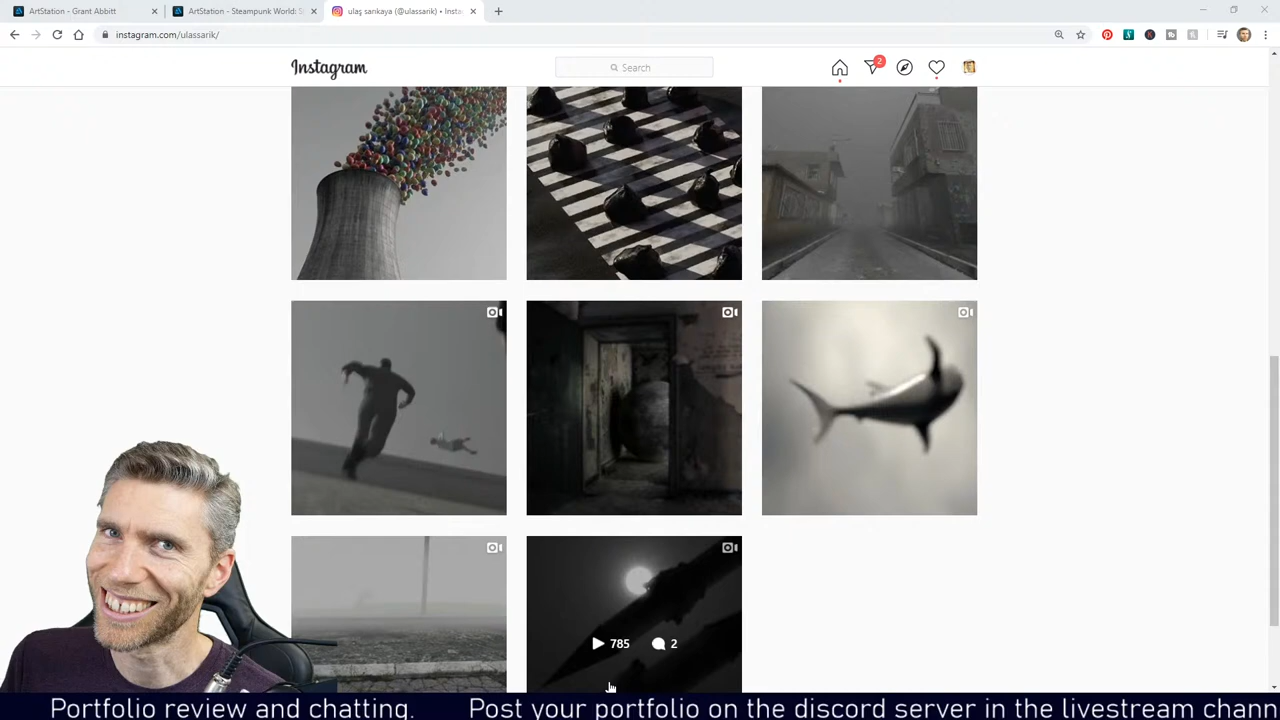 ArtStation - Grant Abbitt
ArtStation - Steampunk World: S
ulaş sarıkaya (@ulassarik) • Insta
instagram.com/ulassarik/
Instagram
Search
2
785
2
Portfolio review and chatting. Post your portfolio on the discord server in the livestream chann